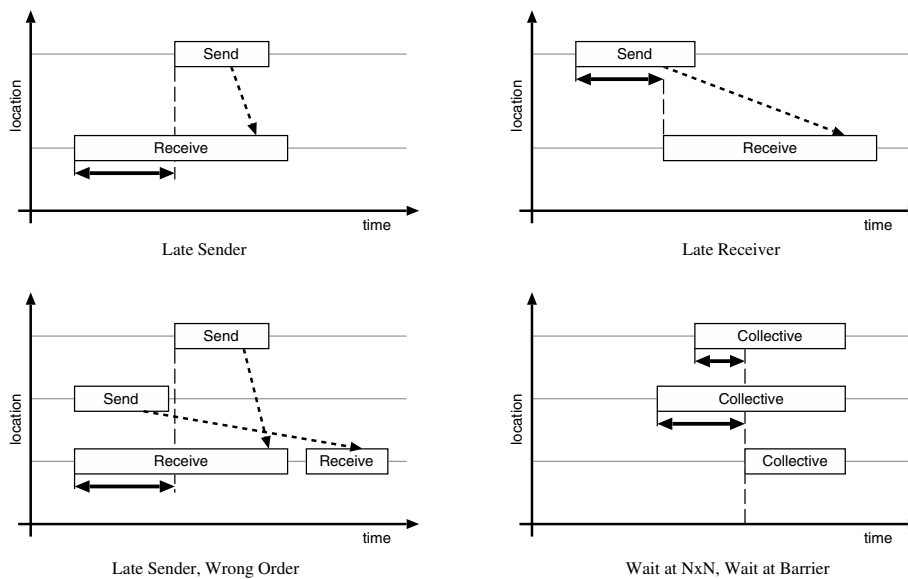 Send
Receive
location
time
Late Sender
Send
Receive
location
time
Late Receiver
Send
Send
Receive
Receive
location
time
Late Sender, Wrong Order
Collective
Collective
Collective
location
time
Wait at NxN, Wait at Barrier